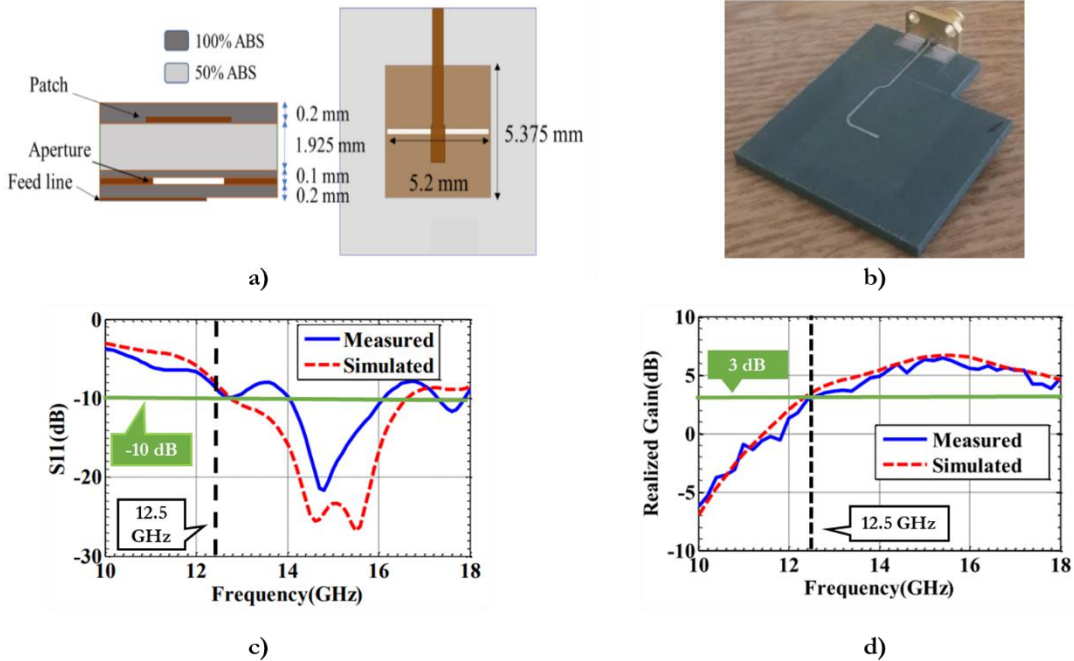 100% ABS
50% ABS
Patch
Aperture
Feed line
0.2 mm
1.925 mm
0.1 mm
0.2 mm
5.375 mm
5.2 mm
a)
b)
0
-10
-20
-30
S11(dB)
-10 dB
12.5
GHz
Measured
Simulated
10 12 14 16 18
Frequency(GHz)
c)
10
5
0
-5
-10
Realized Gain(dB)
3 dB
Measured
Simulated
12.5 GHz
10 12 14 16 18
Frequency(GHz)
d)